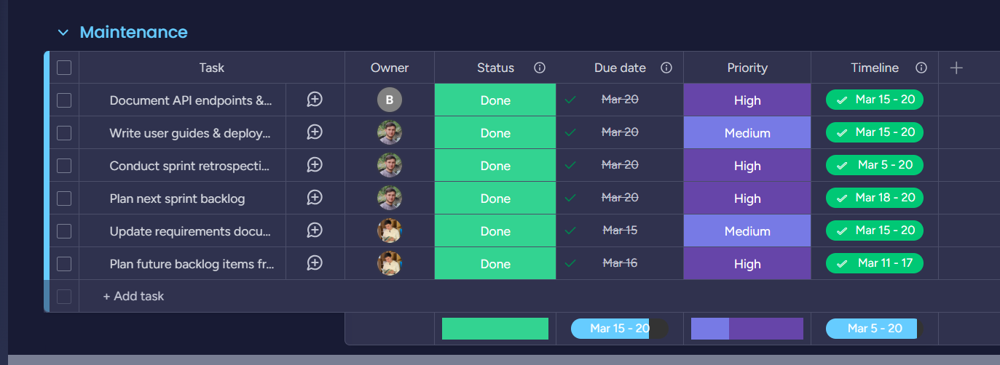 Maintenance
Task Owner Status Due date Priority Timeline
Document API endpoints &... B Done Mar 20 High Mar 15 - 20
Write user guides & deploy... Done Mar 20 Medium Mar 15 - 20
Conduct sprint retrospecti... Done Mar 20 High Mar 5 - 20
Plan next sprint backlog Done Mar 20 High Mar 18 - 20
Update requirements docu... Done Mar 15 Medium Mar 15 - 20
Plan future backlog items fr... Done Mar 16 High Mar 11 - 17
+ Add task
Mar 15 - 20 Mar 5 - 20